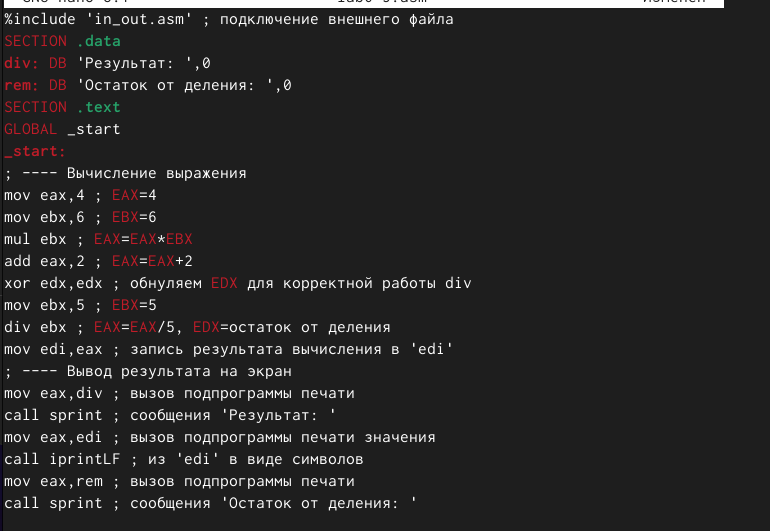 %include 'in_out.asm' ; подключение внешнего файла
SECTION .data
div: DB 'Результат: ',0
rem: DB 'Остаток от деления: ',0
SECTION .text
GLOBAL _start
_start:
; ---- Вычисление выражения
mov eax,4 ; EAX=4
mov ebx,6 ; EBX=6
mul ebx ; EAX=EAX*EBX
add eax,2 ; EAX=EAX+2
xor edx,edx ; обнуляем EDX для корректной работы div
mov ebx,5 ; EBX=5
div ebx ; EAX=EAX/5, EDX=остаток от деления
mov edi,eax ; запись результата вычисления в 'edi'
; ---- Вывод результата на экран
mov eax,div ; вызов подпрограммы печати
call sprint ; сообщения 'Результат: '
mov eax,edi ; вызов подпрограммы печати значения
call iprintLF ; из 'edi' в виде символов
mov eax,rem ; вызов подпрограммы печати
call sprint ; сообщения 'Остаток от деления: '